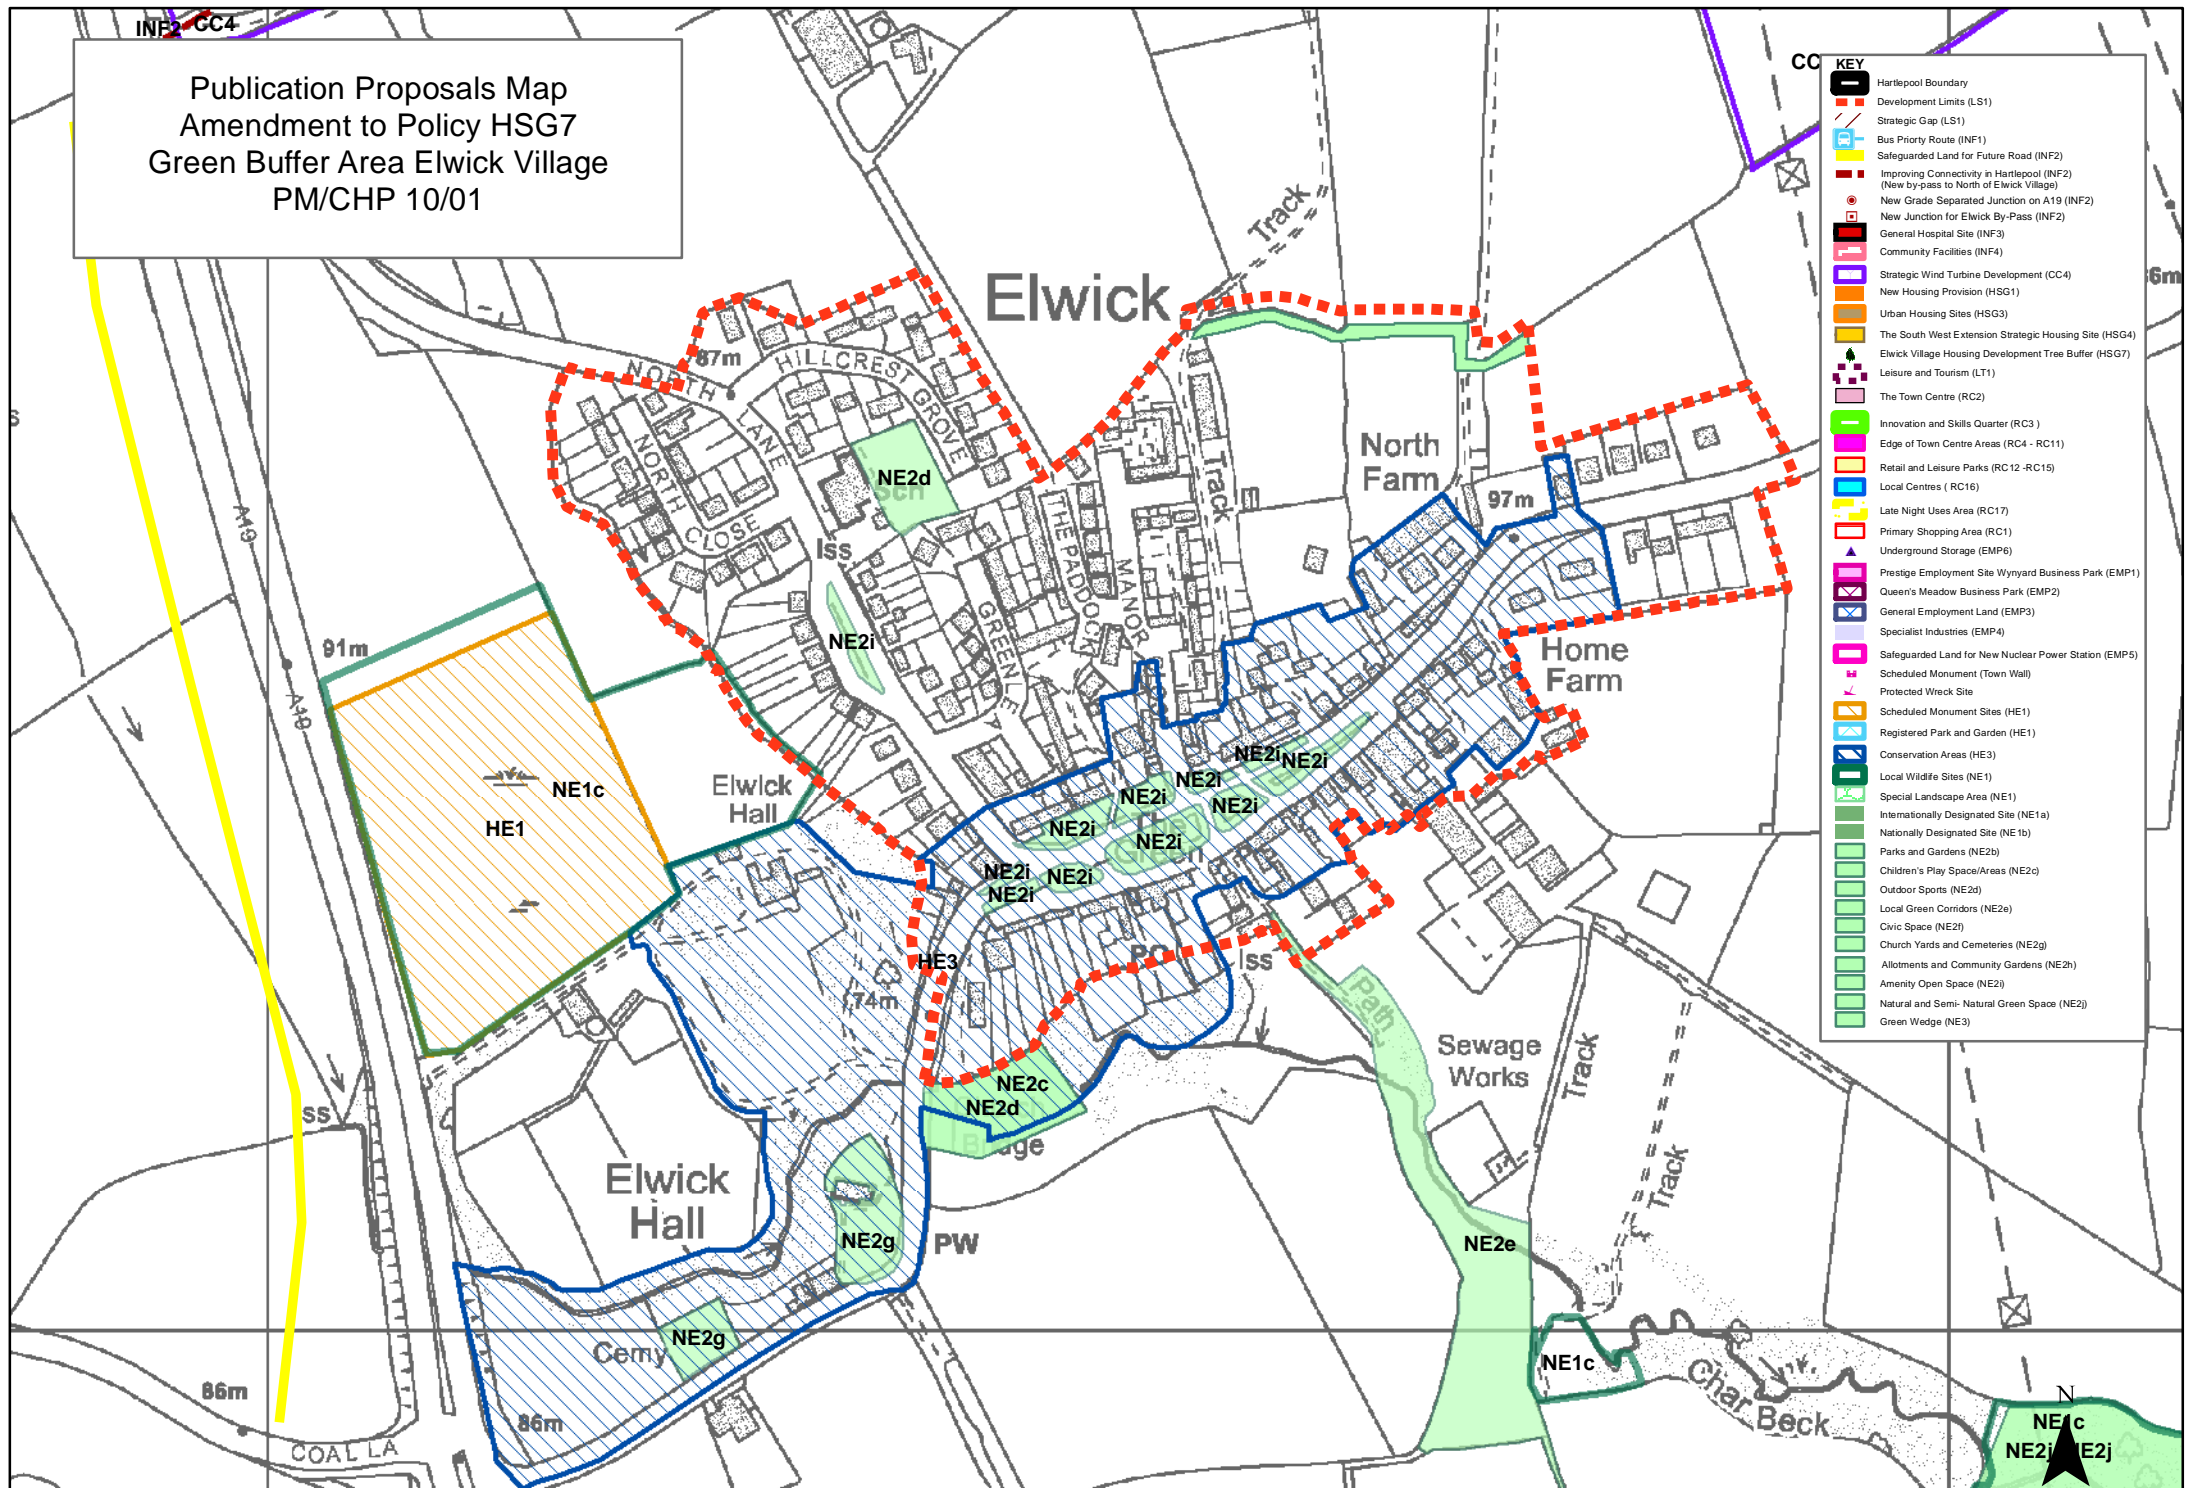 INF2 CC4
Publication Proposals Map
Amendment to Policy HSG7
Green Buffer Area Elwick Village
PM/CHP 10/01
CC
KEY
Hartlepool Boundary
Development Limits (LS1)
Strategic Gap (LS1)
Bus Priorty Route (INF1)
Safeguarded Land for Future Road (INF2)
Improving Connectivity in Hartlepool (INF2)
(New by-pass to North of Elwick Village)
New Grade Separated Junction on A19 (INF2)
New Junction for Elwick By-Pass (INF2)
General Hospital Site (INF3)
Community Facilities (INF4)
Strategic Wind Turbine Development (CC4)
New Housing Provision (HSG1)
Urban Housing Sites (HSG3)
The South West Extension Strategic Housing Site (HSG4)
Elwick Village Housing Development Tree Buffer (HSG7)
Leisure and Tourism (LT1)
The Town Centre (RC2)
Innovation and Skills Quarter (RC3 )
Edge of Town Centre Areas (RC4 - RC11)
Retail and Leisure Parks (RC12 -RC15)
Local Centres ( RC16)
Late Night Uses Area (RC17)
Primary Shopping Area (RC1)
Underground Storage (EMP6)
Prestige Employment Site Wynyard Business Park (EMP1)
Queen's Meadow Business Park (EMP2)
General Employment Land (EMP3)
Specialist Industries (EMP4)
Safeguarded Land for New Nuclear Power Station (EMP5)
Scheduled Monument (Town Wall)
Protected Wreck Site
Scheduled Monument Sites (HE1)
Registered Park and Garden (HE1)
Conservation Areas (HE3)
Local Wildlife Sites (NE1)
Special Landscape Area (NE1)
Internationally Designated Site (NE1a)
Nationally Designated Site (NE1b)
Parks and Gardens (NE2b)
Children's Play Space/Areas (NE2c)
Outdoor Sports (NE2d)
Local Green Corridors (NE2e)
Civic Space (NE2f)
Church Yards and Cemeteries (NE2g)
Allotments and Community Gardens (NE2h)
Amenity Open Space (NE2i)
Natural and Semi- Natural Green Space (NE2j)
Green Wedge (NE3)
6m
Track
Elwick
87m
NORTH
LANE
HILLCREST GROVE
NORTH
CLOSE
NE2d
Sch
Iss
THE PADDOCK
MANOR
Track
North
Farm
97m
A19
A19
91m
NE2i
GREENLEA
Home
Farm
NE1c
HE1
Elwick
Hall
NE2i
NE2i
NE2i
NE2i
NE2i
NE2i
NE2i
The
Green
NE2i
NE2i
NE2i
HE3
74m
PO
Iss
Path
Sewage
Works
Track
Track
NE2c
NE2d
Bridge
Iss
Elwick
Hall
NE2g
PW
NE2e
NE2g
Cemy
86m
86m
COAL LA
NE1c
Char Beck
N
NE1c
NE2j NE2j